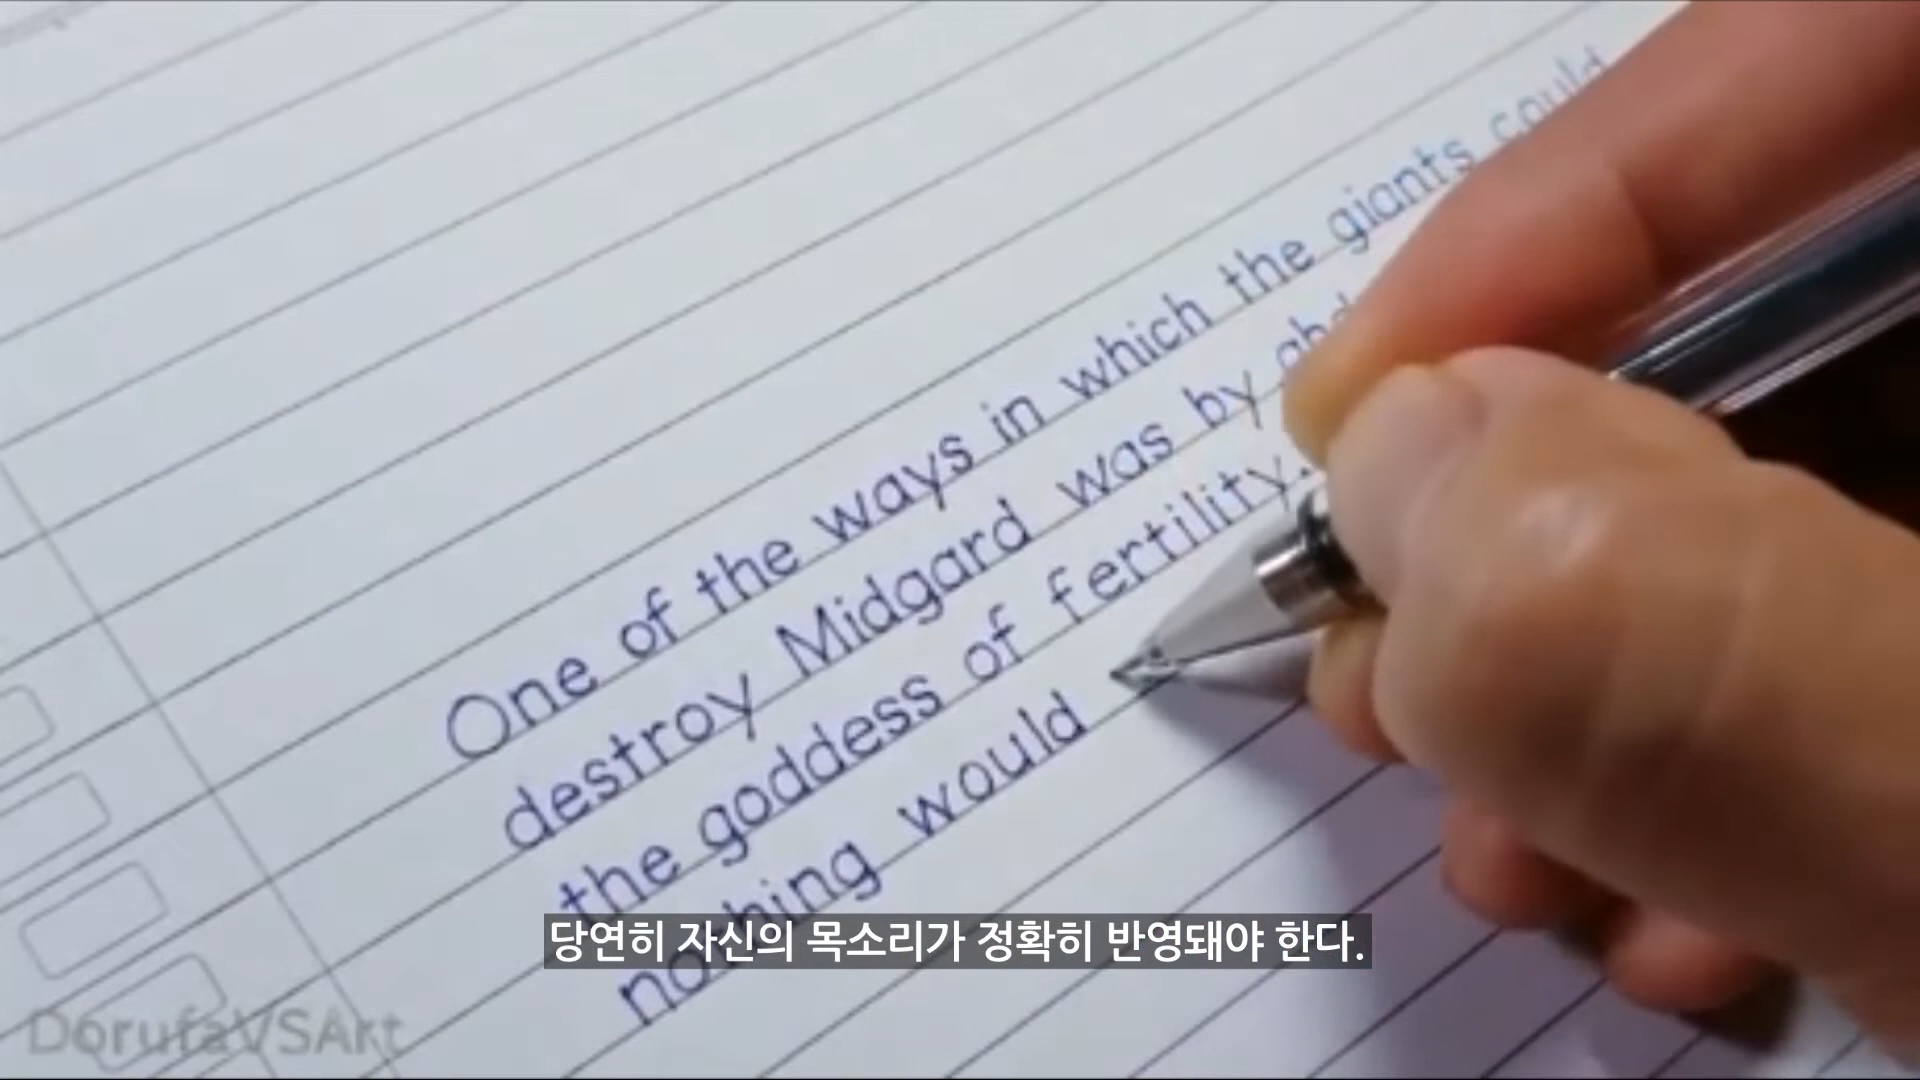 One of the ways in which the giants could
destroy Midgard was by
the goddess of fertility.
nothing would
당연히 자신의 목소리가 정확히 반영돼야 한다.
DorufaVSArt